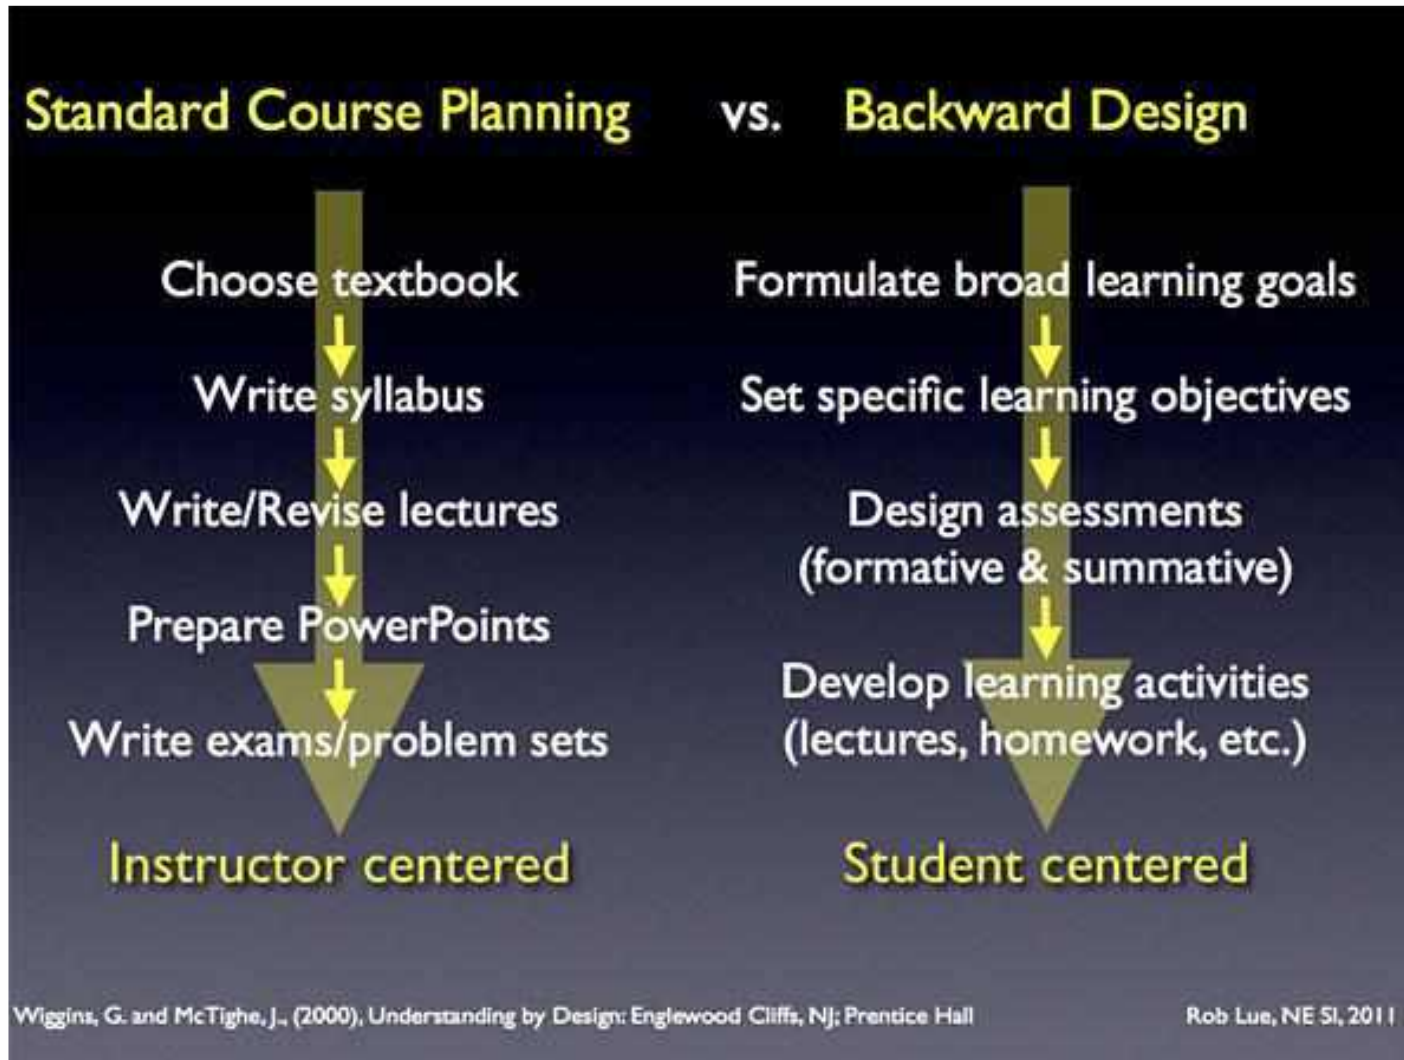 Standard Course Planning vs. Backward Design
Choose textbook
Write syllabus
Write/Revise lectures
Prepare PowerPoints
Write exams/problem sets
Instructor centered
Formulate broad learning goals
Set specific learning objectives
Design assessments
(formative & summative)
Develop learning activities
(lectures, homework, etc.)
Student centered
Wiggins, G. and McTighe, J., (2000), Understanding by Design: Englewood Cliffs, NJ; Prentice Hall
Rob Lue, NE SI, 2011